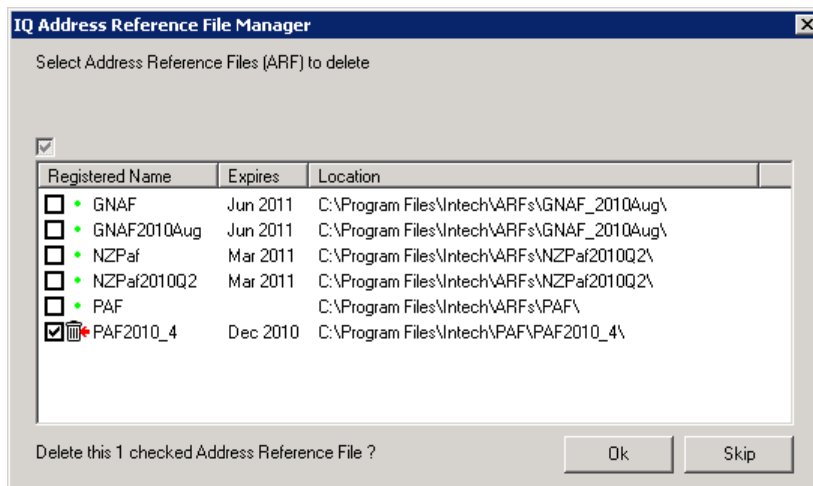 IQ Address Reference File Manager
Select Address Reference Files (ARF) to delete
Registered Name Expires Location
GNAF Jun 2011 C:\Program Files\Intech\ARFs\GNAF_2010Aug\
GNAF2010Aug Jun 2011 C:\Program Files\Intech\ARFs\GNAF_2010Aug\
NZPaf Mar 2011 C:\Program Files\Intech\ARFs\NZPaf2010Q2\
NZPaf2010Q2 Mar 2011 C:\Program Files\Intech\ARFs\NZPaf2010Q2\
PAF C:\Program Files\Intech\ARFs\PAF\
PAF2010_4 Dec 2010 C:\Program Files\Intech\PAF\PAF2010_4\
Delete this 1 checked Address Reference File ? Ok Skip